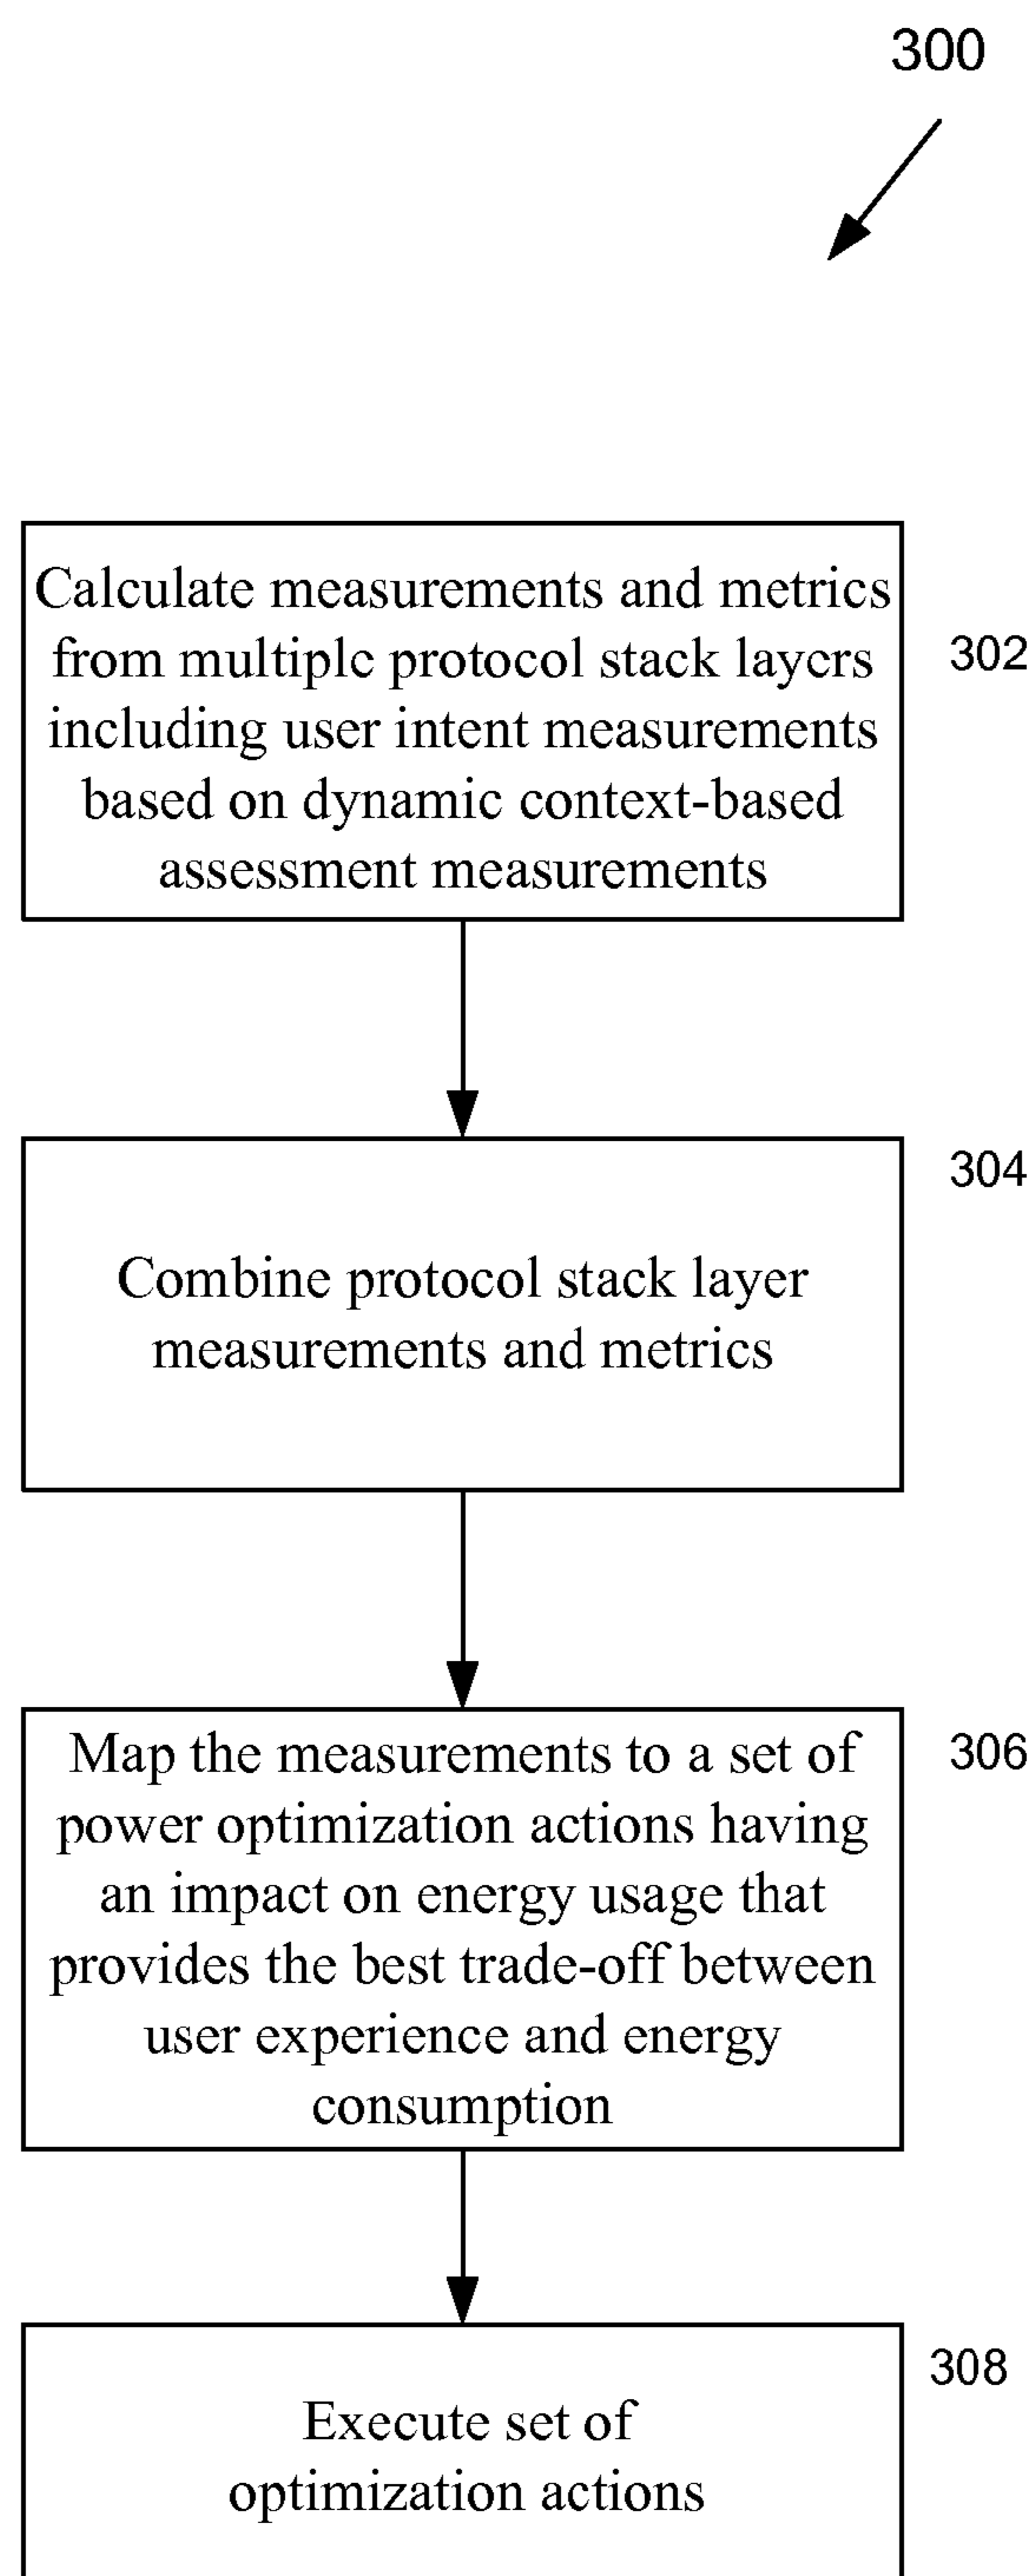 300
Calculate measurements and metrics
from multiple protocol stack layers
including user intent measurements
based on dynamic context-based
assessment measurements
302
304
Combine protocol stack layer
measurements and metrics
Map the measurements to a set of
power optimization actions having
an impact on energy usage that
provides the best trade-off between
user experience and energy
consumption
306
308
Execute set of
optimization actions